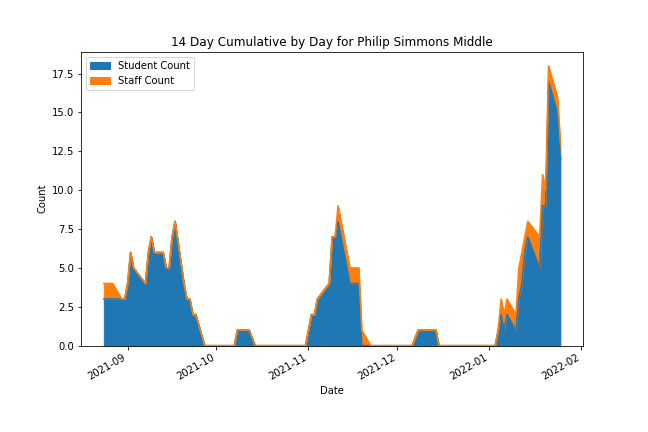 14 Day Cumulative by Day for Philip Simmons Middle
Student Count
Staff Count
17.5
15.0
12.5
10.0
7.5
5.0
2.5
0.0
Count
2021-09
2021-10
2021-11
2021-12
2022-01
2022-02
Date